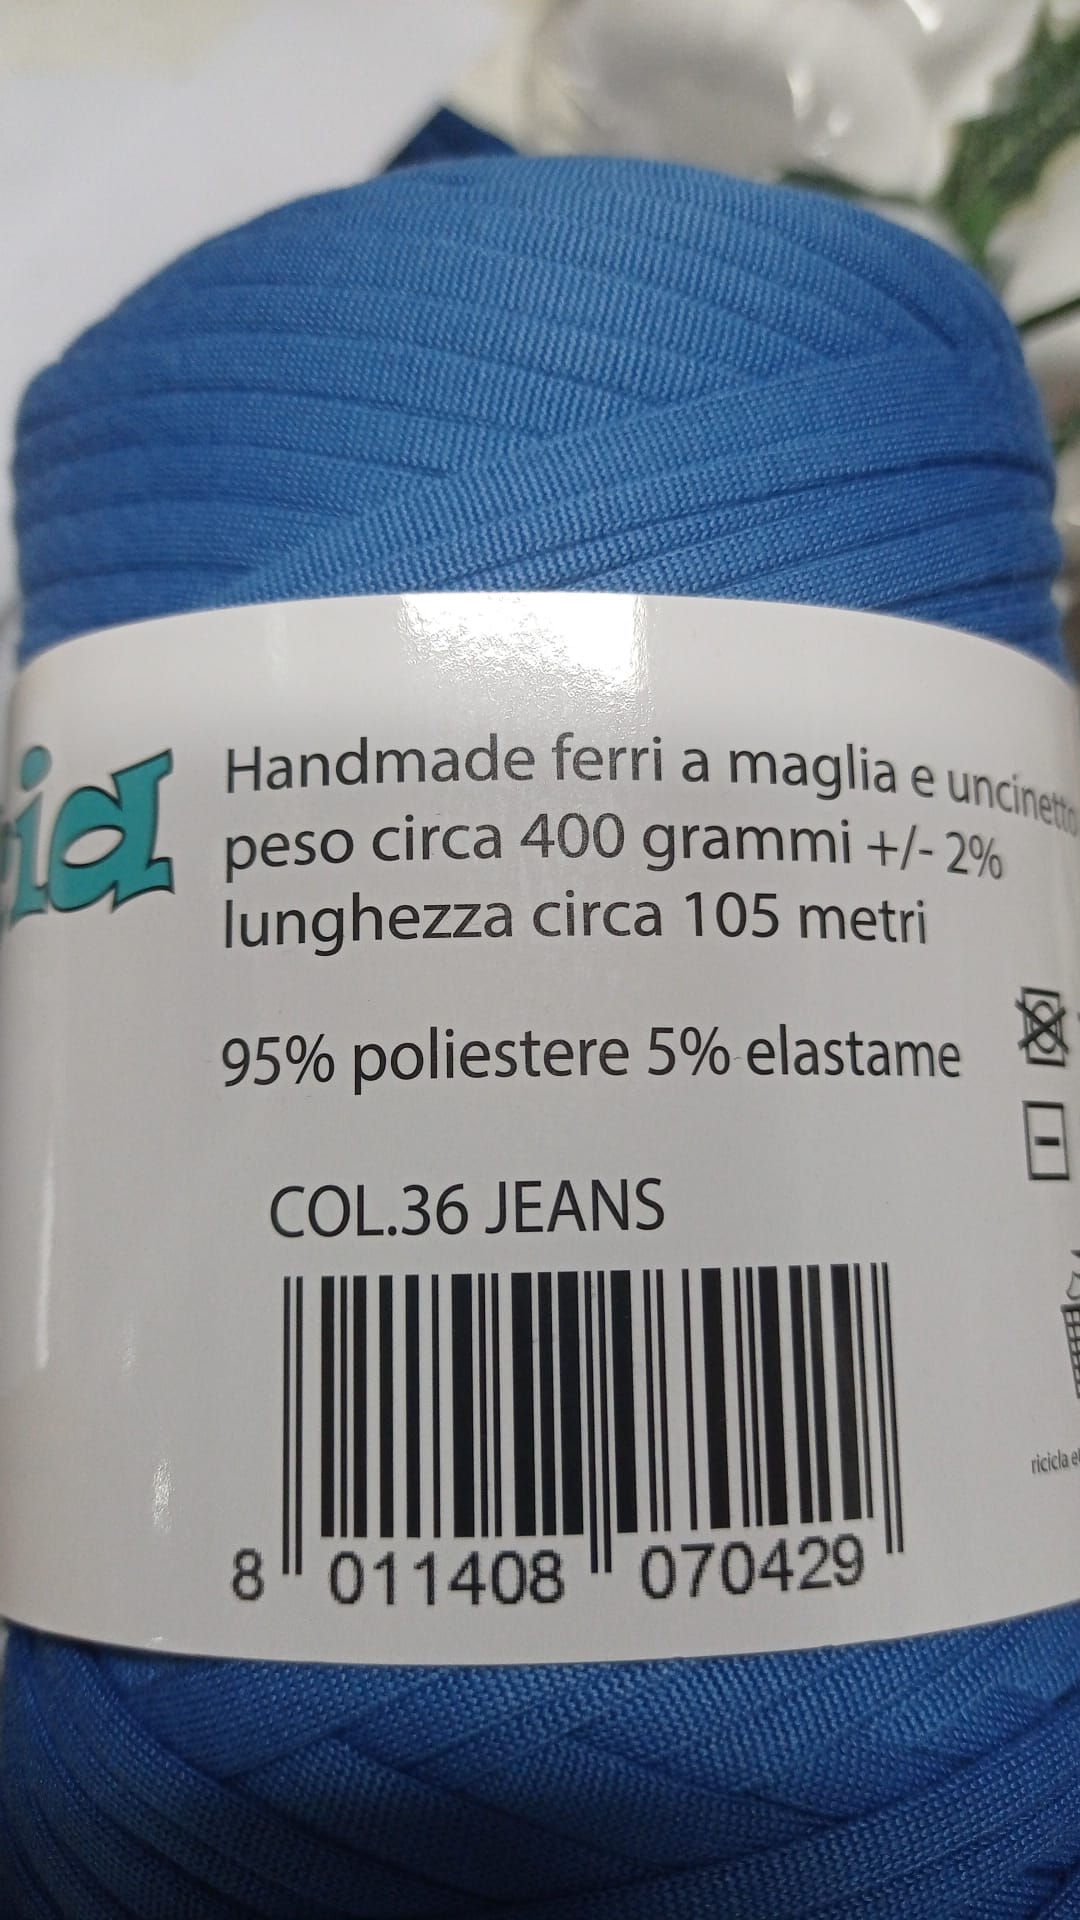 Handmade ferri a maglia e uncinetto
peso circa 400 grammi +/- 2%
lunghezza circa 105 metri
95% poliestere 5% elastame
COL.36 JEANS
8 011408 070429
ricicla